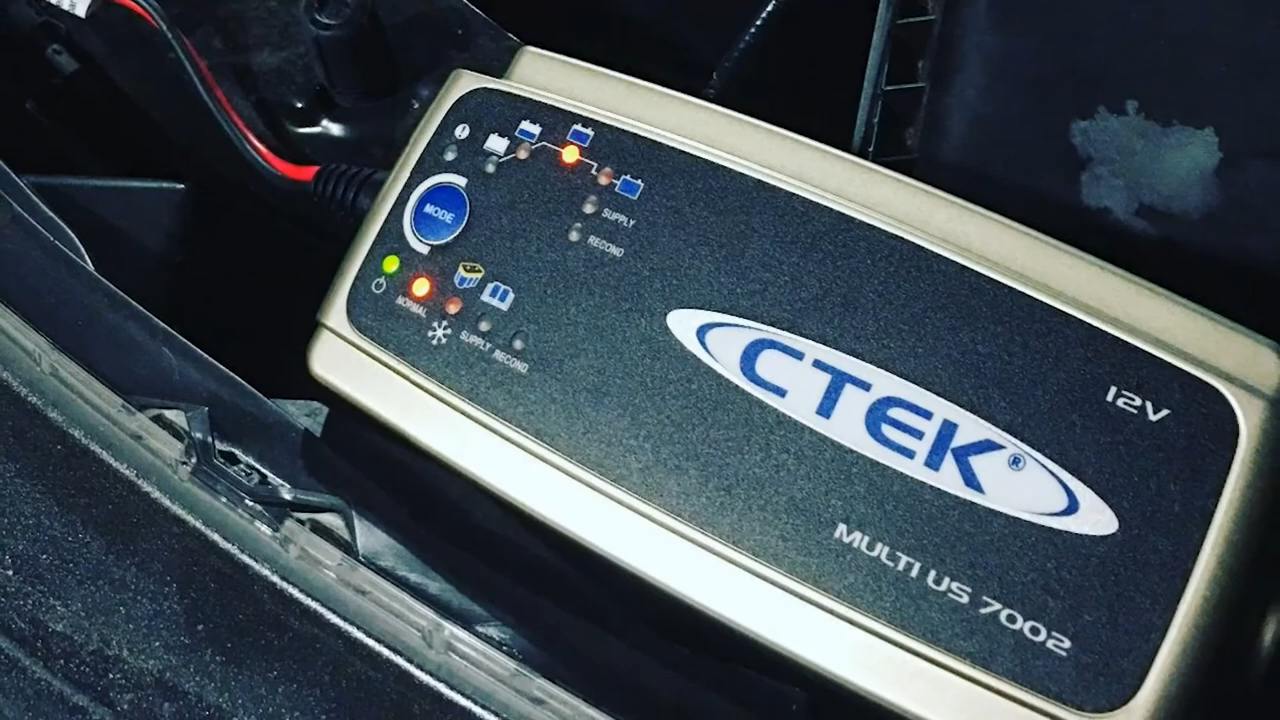 MODE
SUPPLY
RECOND
NORMAL
SUPPLY RECOND
CTEK®
12V
MULTI US 7002